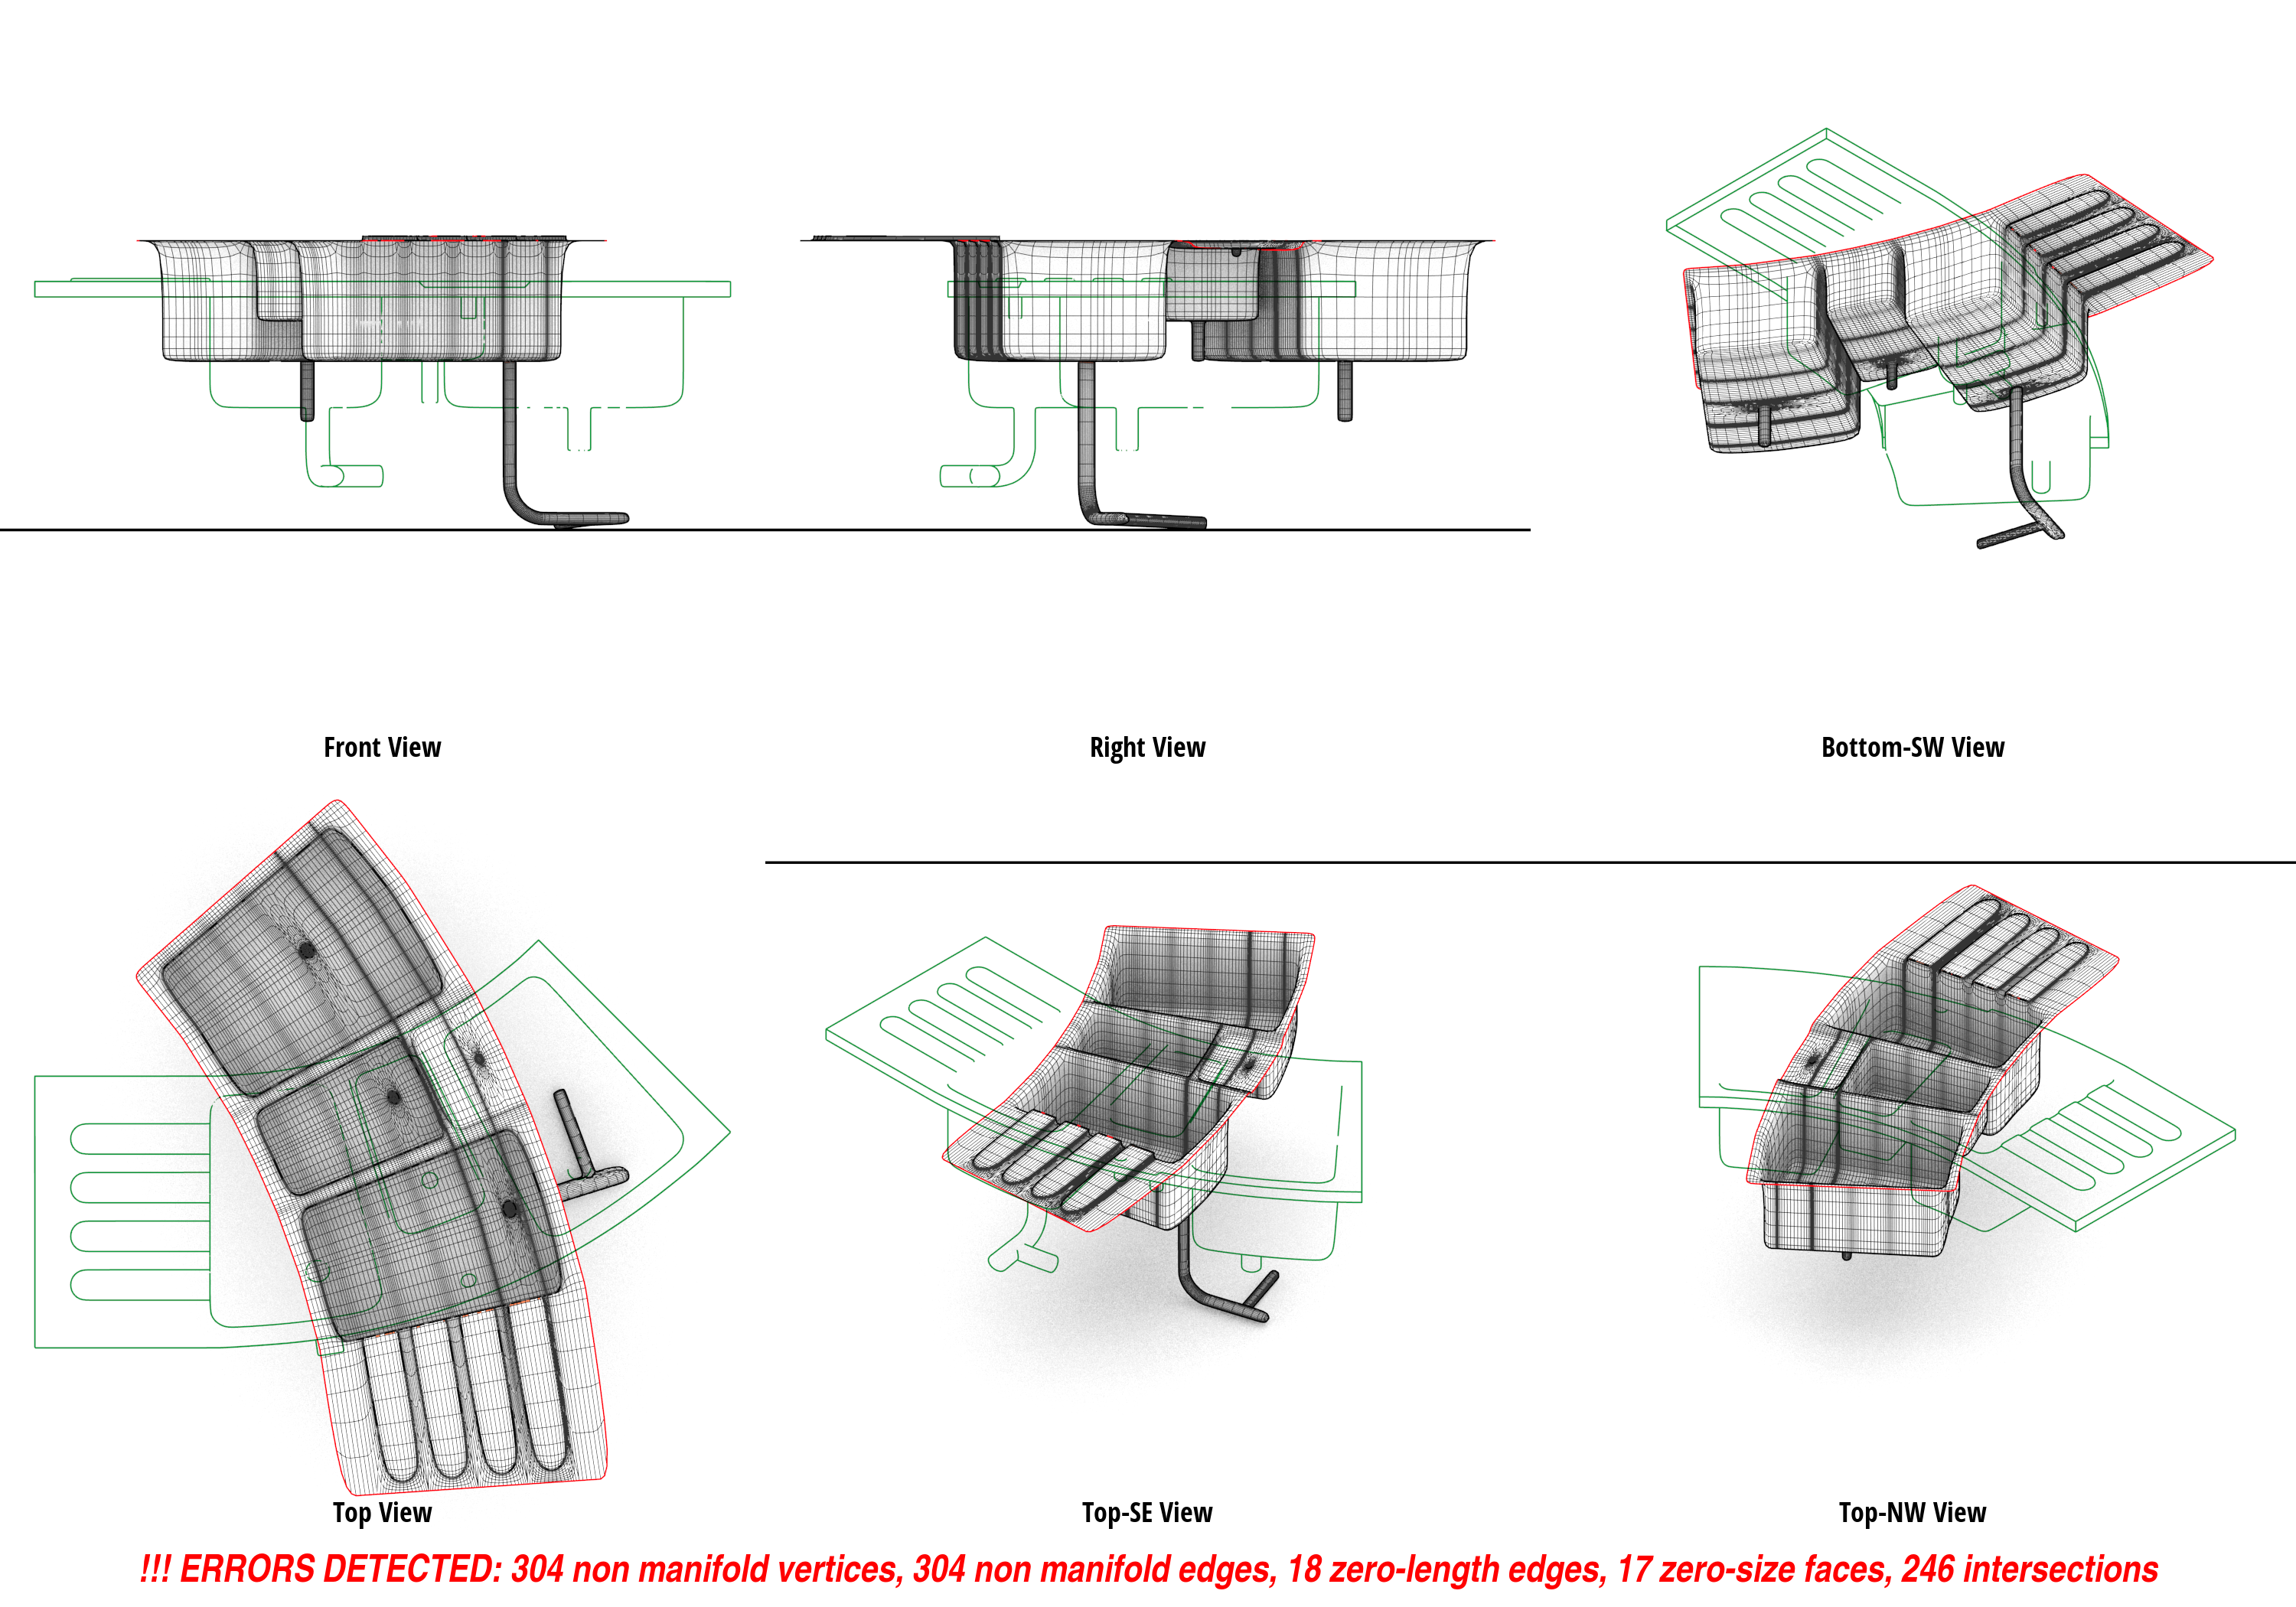 Front View
Right View
Bottom-SW View
Top View
Top-SE View
Top-NW View
!!! ERRORS DETECTED: 304 non manifold vertices, 304 non manifold edges, 18 zero-length edges, 17 zero-size faces, 246 intersections